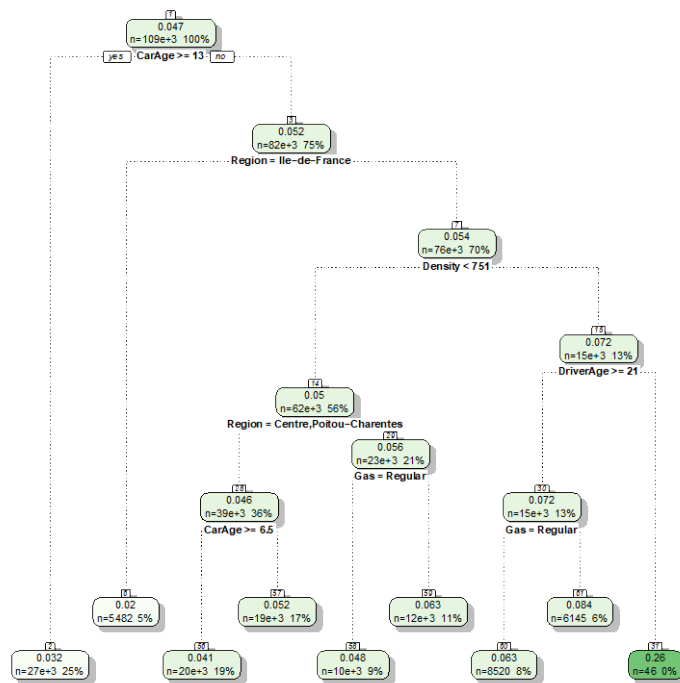 1
0.047
n=109e+3 100%
yes CarAge >= 13 no
3
0.052
n=82e+3 75%
Region = Ile-de-France
7
0.054
n=76e+3 70%
Density < 751
15
0.072
n=15e+3 13%
DriverAge >= 21
14
0.05
n=62e+3 56%
Region = Centre,Poitou-Charentes
29
0.056
n=23e+3 21%
Gas = Regular
28
0.046
n=39e+3 36%
CarAge >= 6.5
30
0.072
n=15e+3 13%
Gas = Regular
6
0.02
n=5482 5%
57
0.052
n=19e+3 17%
59
0.063
n=12e+3 11%
61
0.084
n=6145 6%
2
0.032
n=27e+3 25%
56
0.041
n=20e+3 19%
58
0.048
n=10e+3 9%
60
0.063
n=8520 8%
31
0.26
n=46 0%